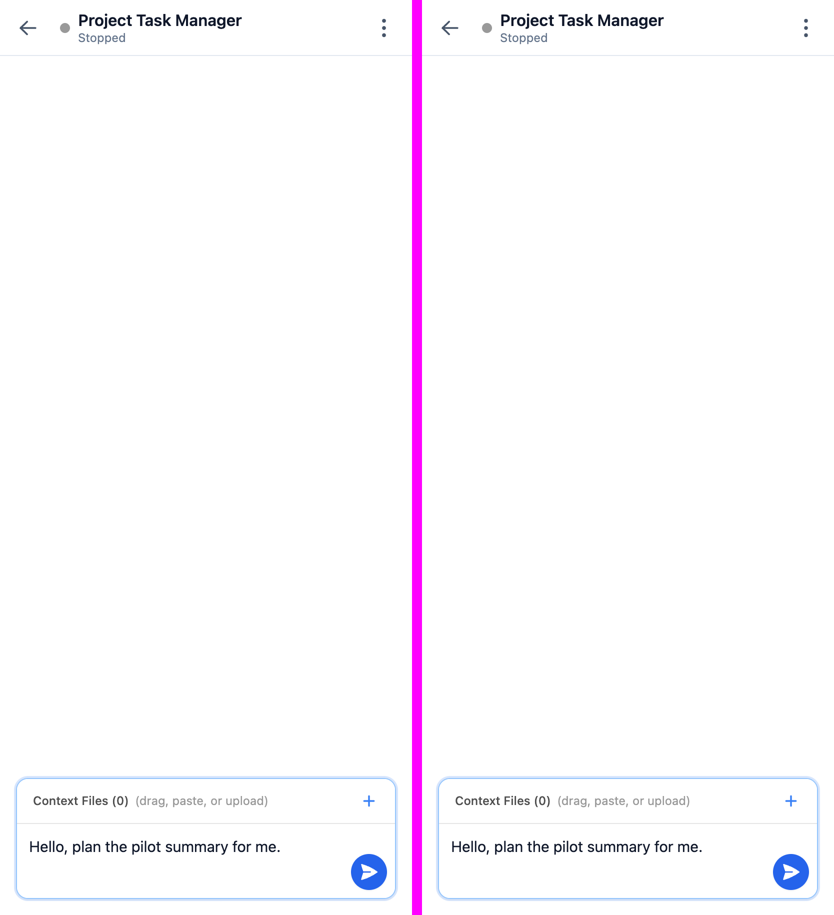 Project Task Manager
Stopped
Context Files (0) (drag, paste, or upload)
Hello, plan the pilot summary for me.
Project Task Manager
Stopped
Context Files (0) (drag, paste, or upload)
Hello, plan the pilot summary for me.